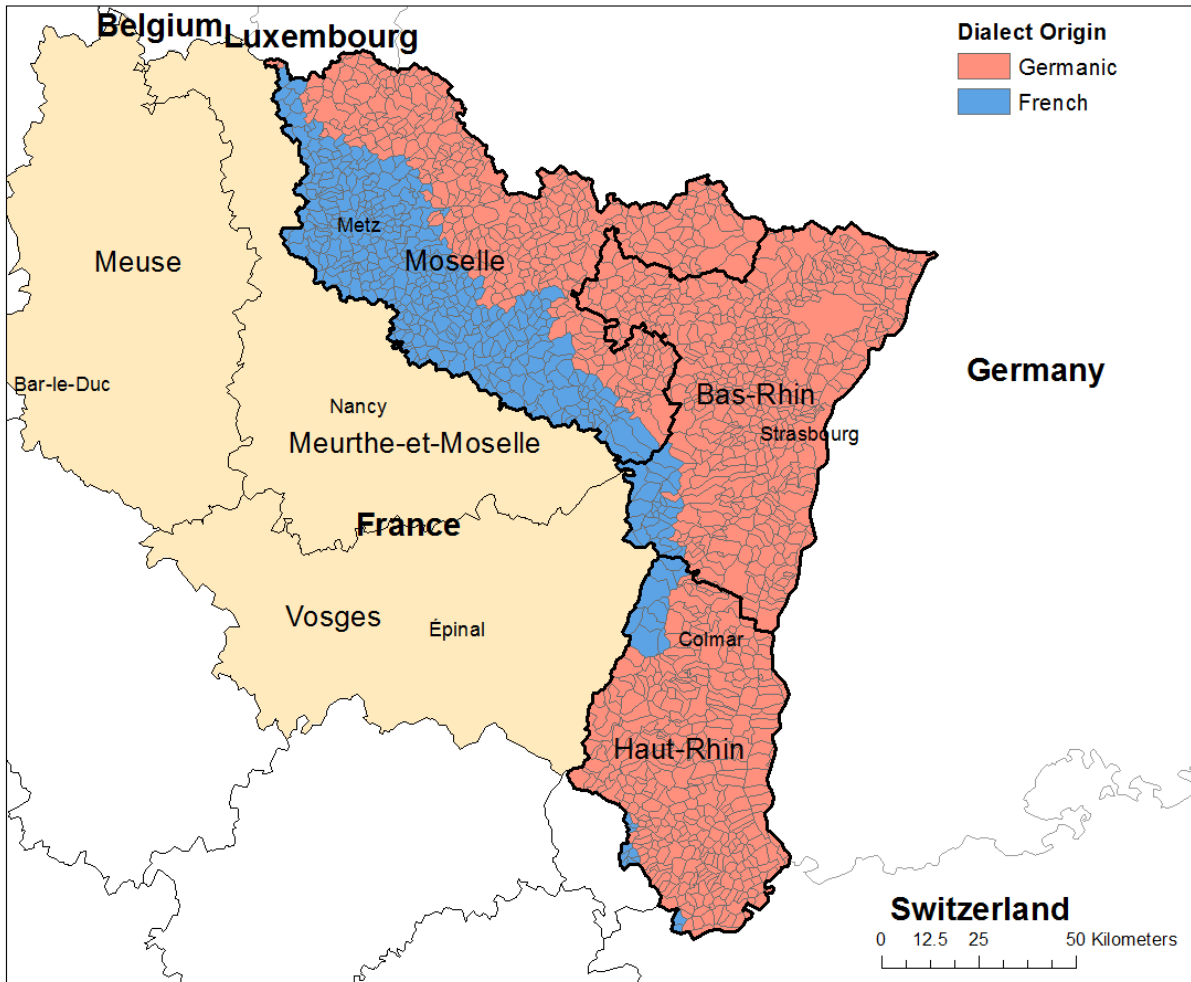 Belgium
Luxembourg
Dialect Origin
Germanic
French
Metz
Meuse
Moselle
Germany
Bar-le-Duc
Bas-Rhin
Nancy
Strasbourg
Meurthe-et-Moselle
France
Vosges
Épinal
Colmar
Haut-Rhin
Switzerland
0 12.5 25 50 Kilometers